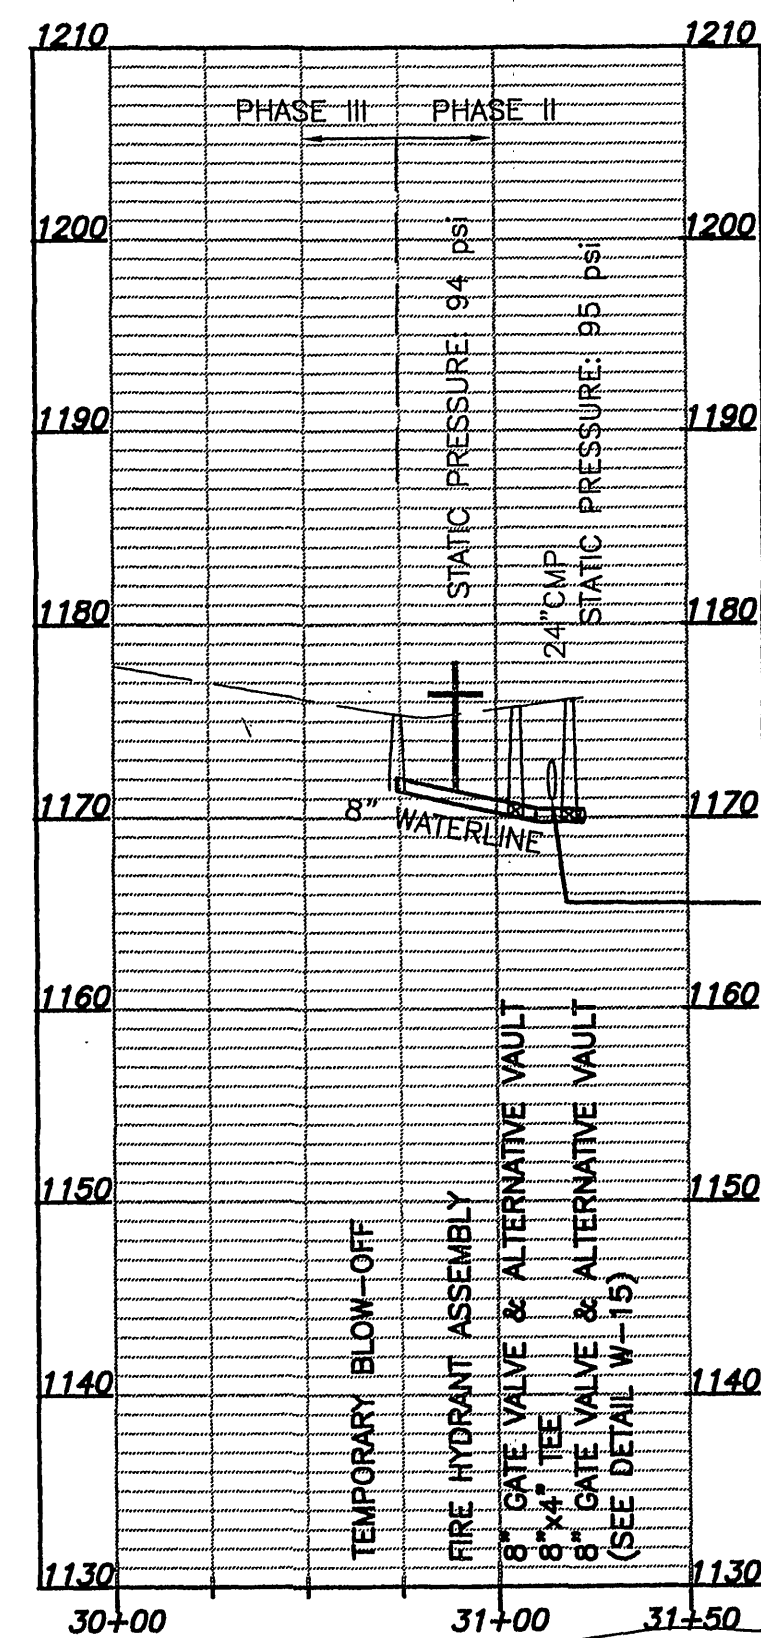 1210
1210
PHASE III
PHASE II
1200
1200
STATIC PRESSURE: 94 psi
STATIC PRESSURE: 95 psi
1190
1190
24"CMP
1180
1180
1170
1170
8" WATERLINE
1160
1160
1150
1150
TEMPORARY BLOW-OFF
FIRE HYDRANT ASSEMBLY
8" GATE VALVE & ALTERNATIVE VAULT
8"x4" TEE
8" GATE VALVE & ALTERNATIVE VAULT
(SEE DETAIL W-15)
1140
1140
1130
1130
30+00
31+00
31+50